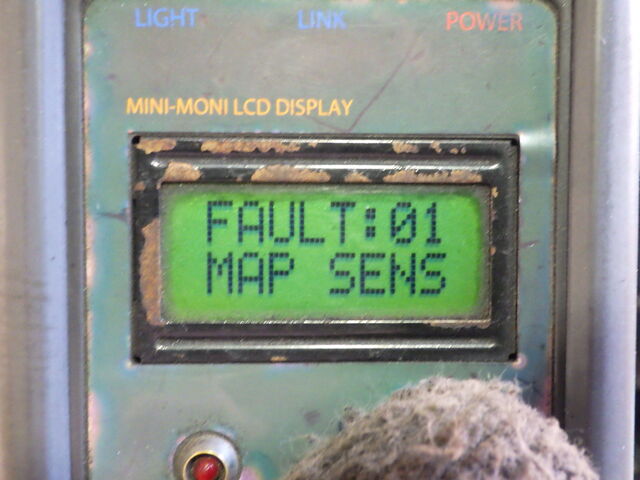 LIGHT LINK POWER
MINI-MONI LCD DISPLAY
FAULT:01
MAP SENS